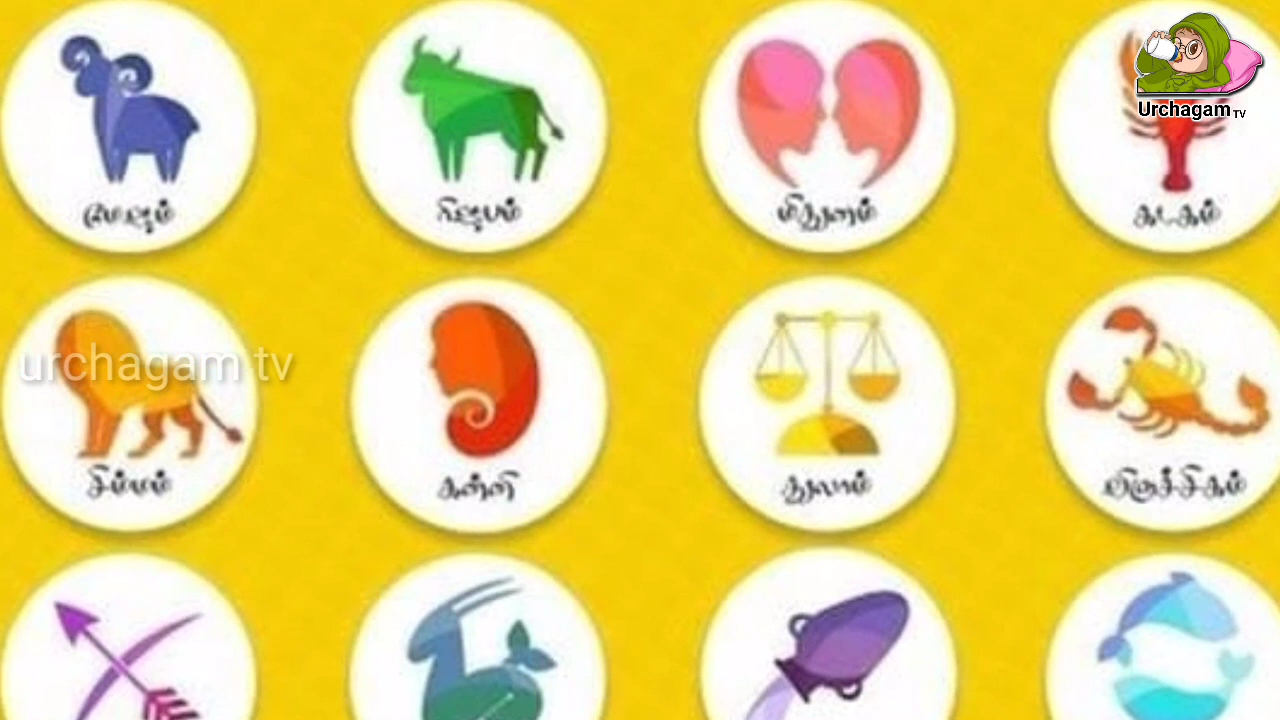 Urchagam TV
மேஷம்
ரிஷபம்
மிதுனம்
கடகம்
urchagam tv
சிம்மம்
கன்னி
துலாம்
விருச்சிகம்